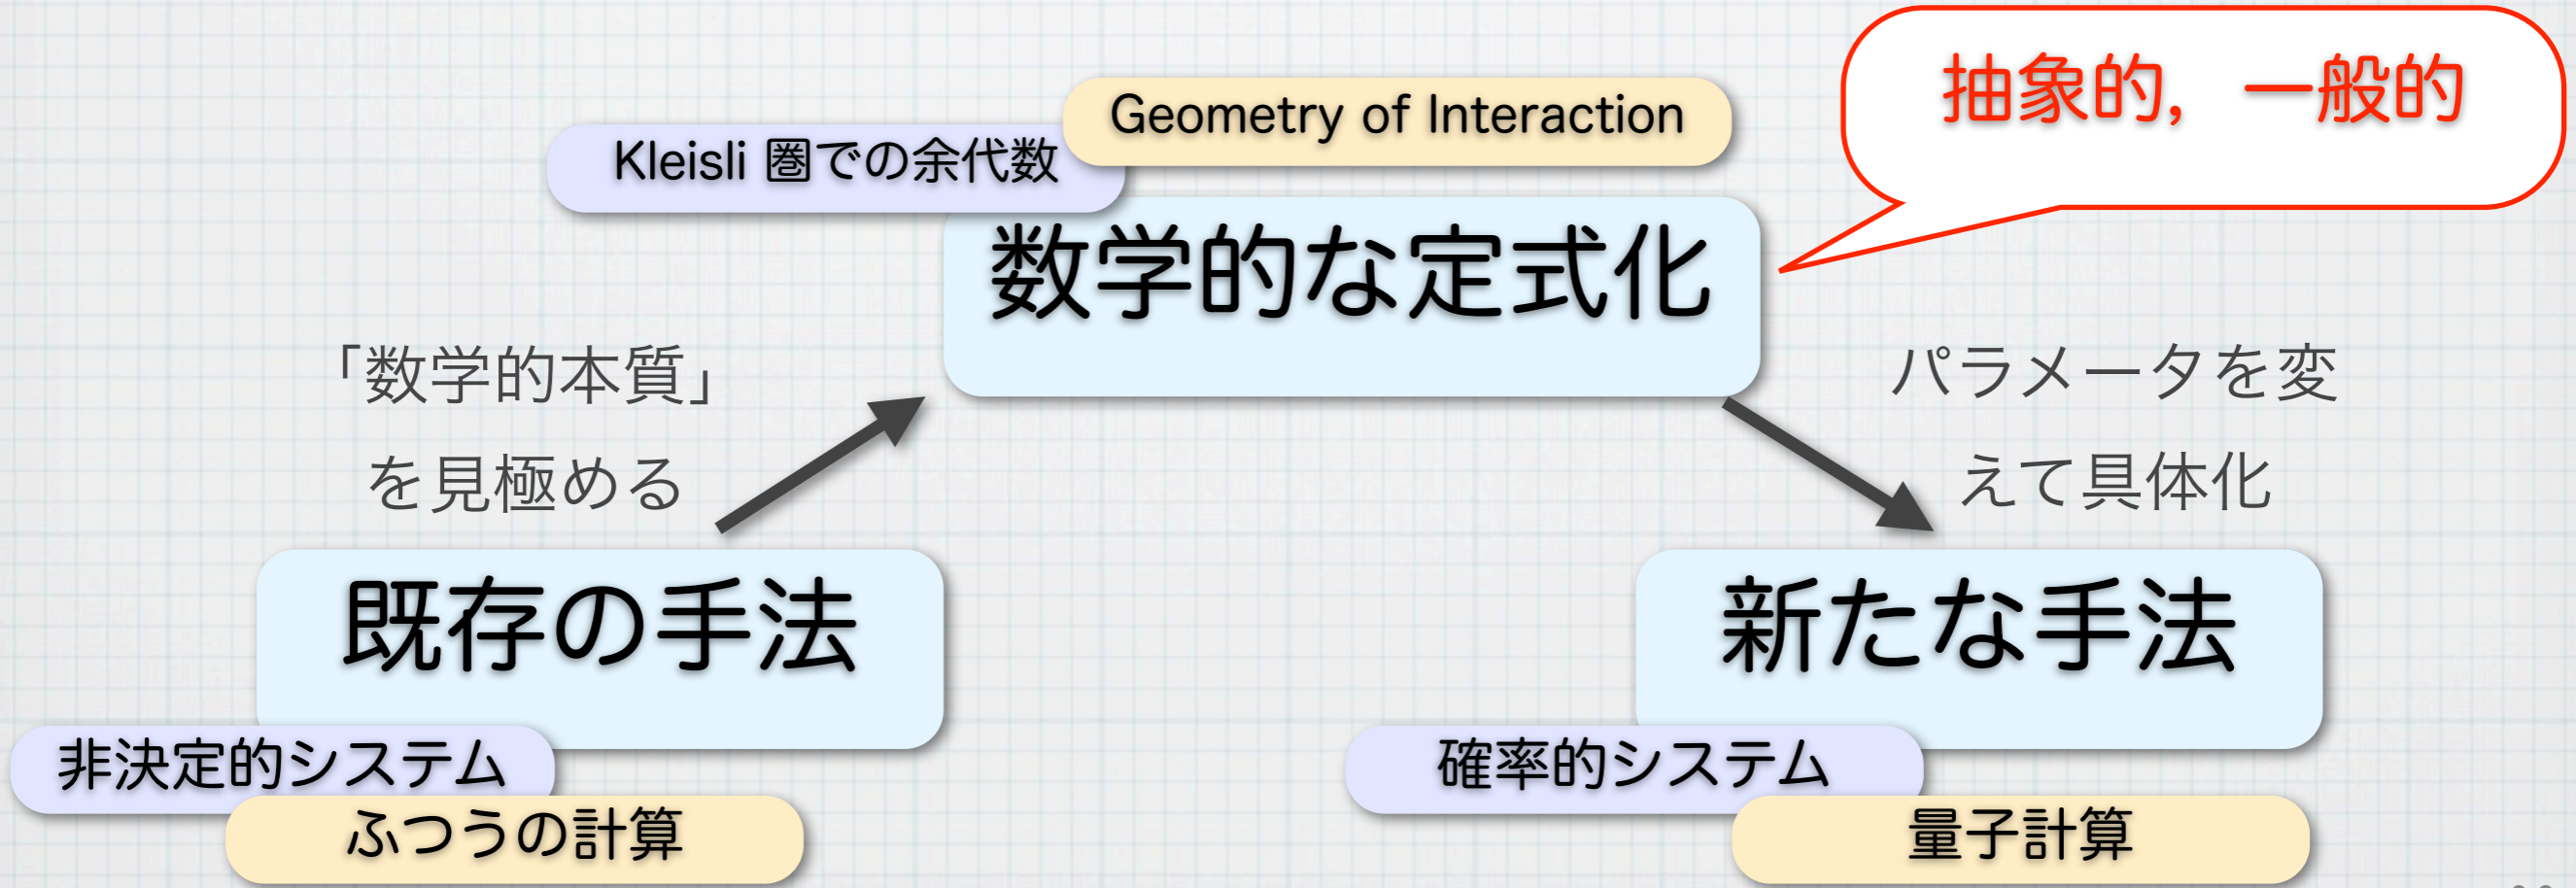 抽象的，一般的
Geometry of Interaction
Kleisli 圏での余代数
数学的な定式化
「数学的本質」
を見極める
パラメータを変
えて具体化
既存の手法
新たな手法
非決定的システム
ふつうの計算
確率的システム
量子計算